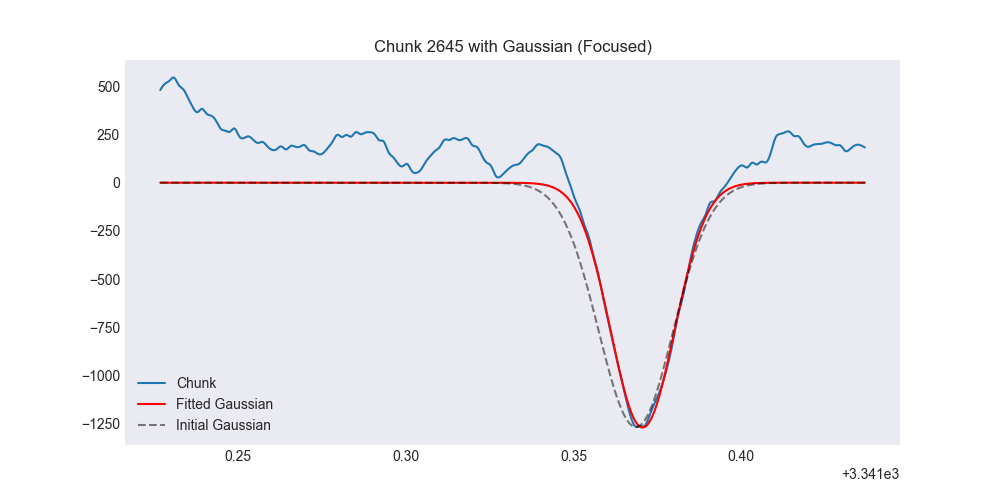 Chunk 2645 with Gaussian (Focused)
500
250
0
−250
−500
−750
−1000
−1250
Chunk
Fitted Gaussian
Initial Gaussian
0.25 0.30 0.35 0.40
+3.341e3